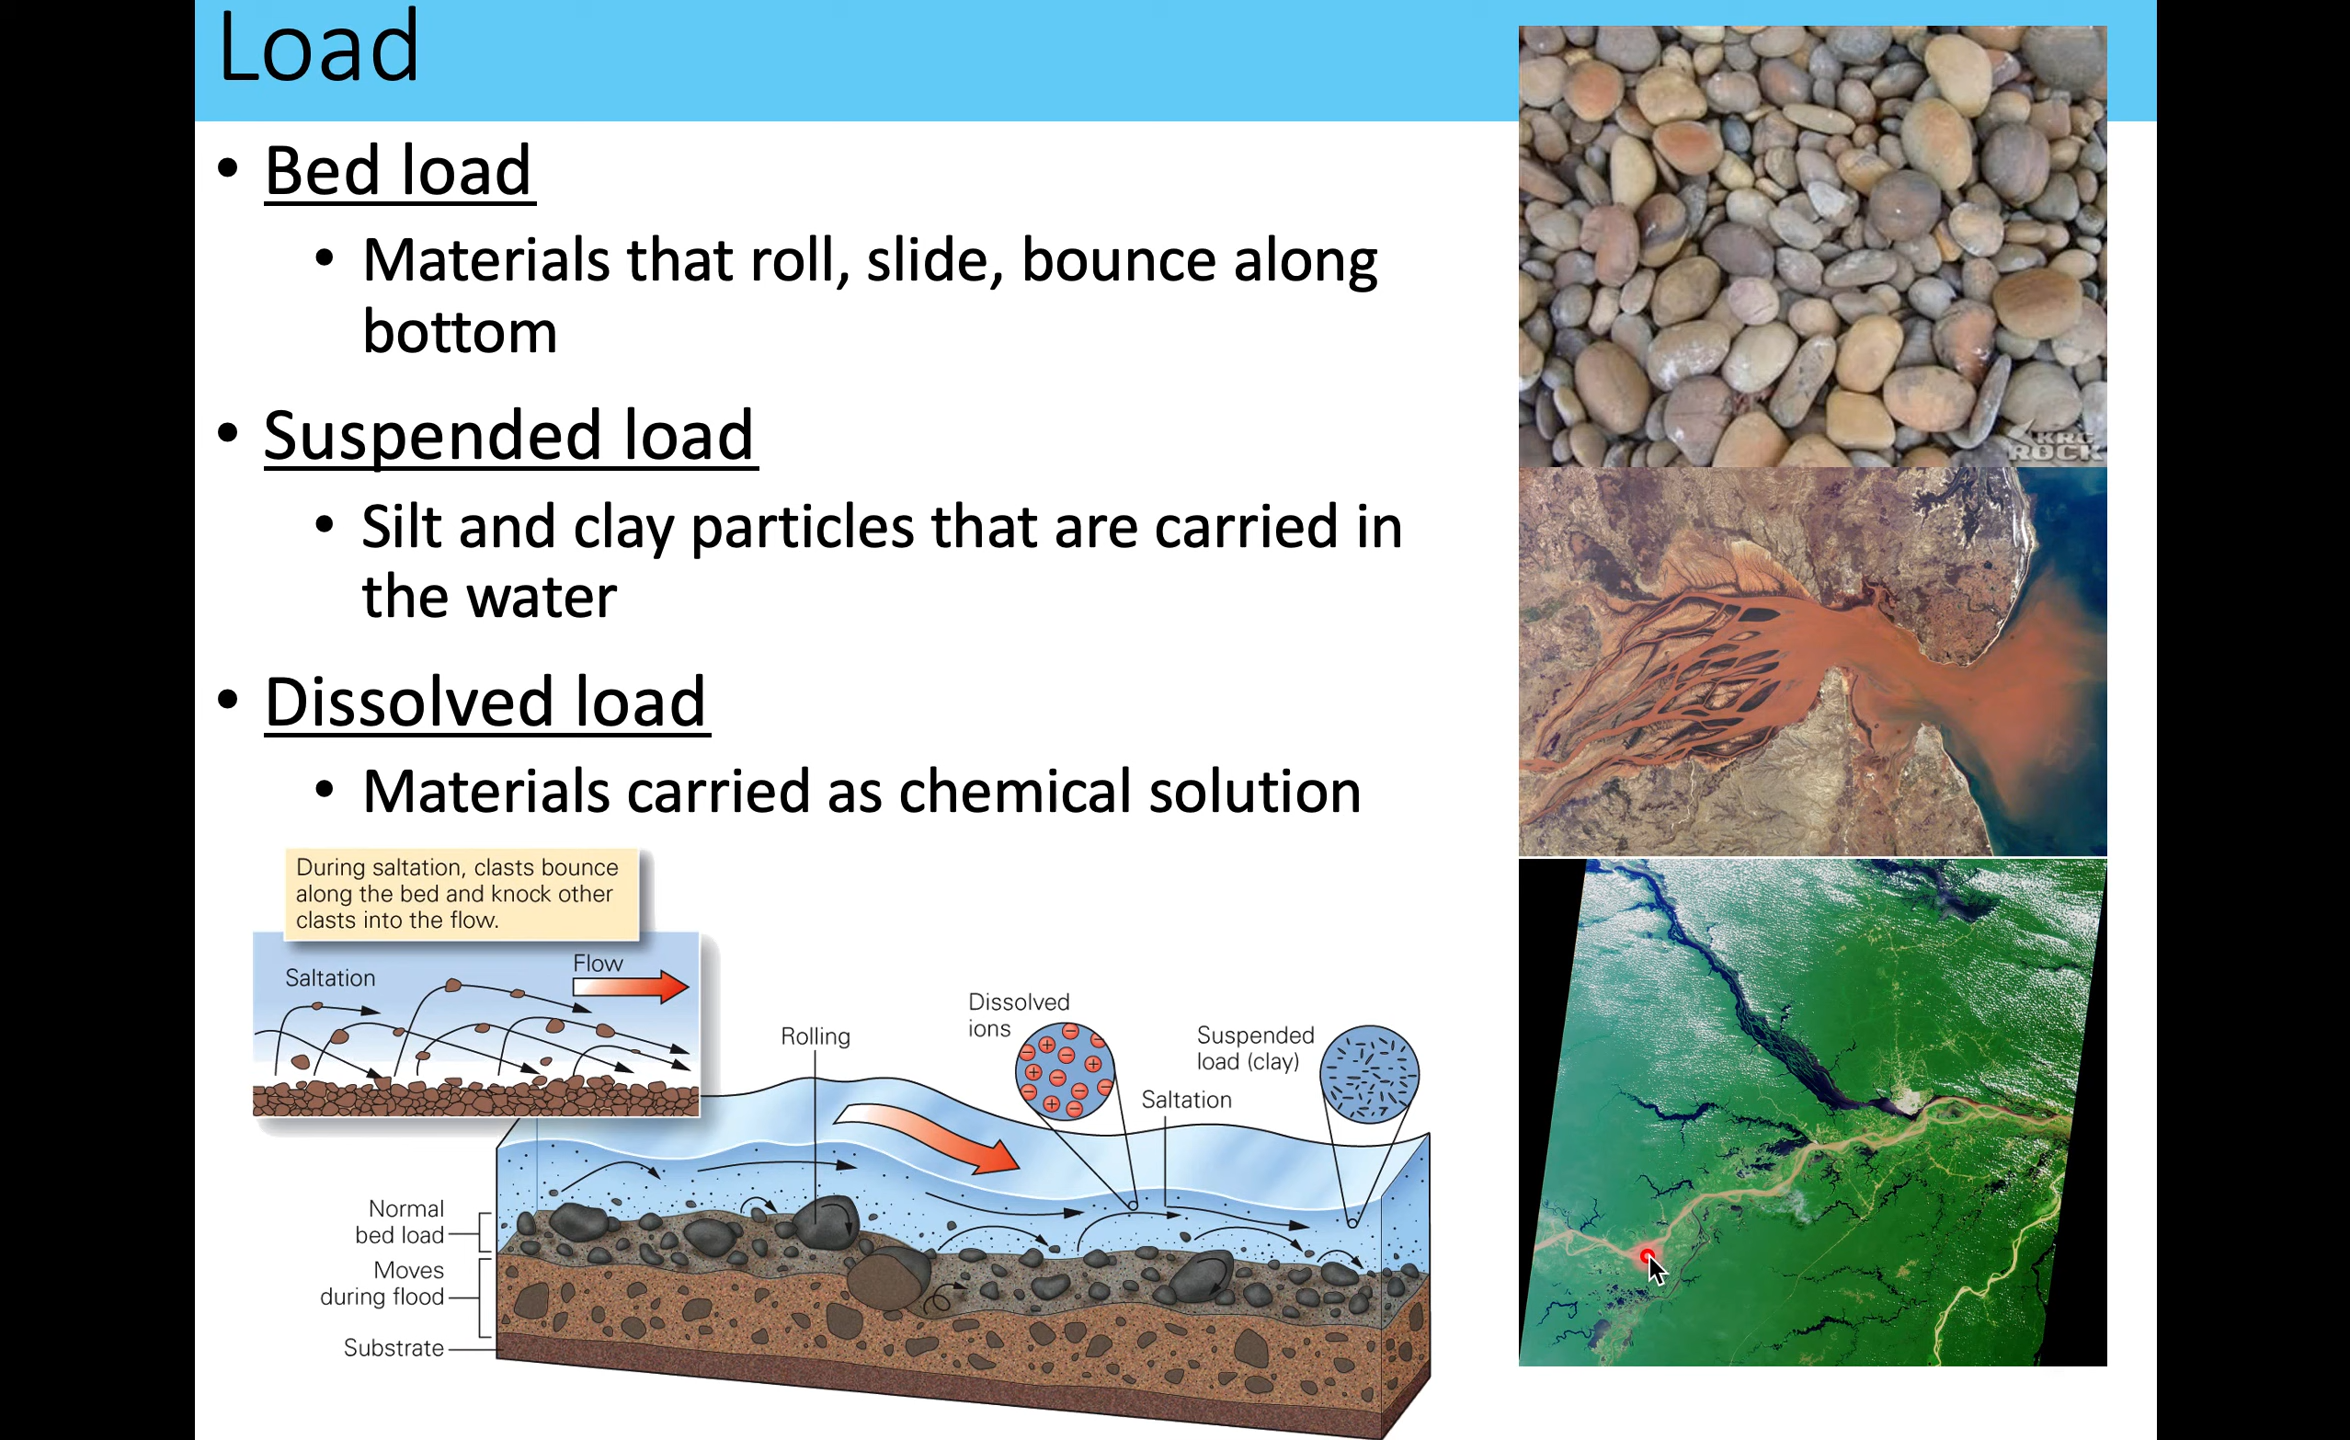 Load
• Bed load
• Materials that roll, slide, bounce along
bottom
• Suspended load
• Silt and clay particles that are carried in
the water
• Dissolved load
• Materials carried as chemical solution
During saltation, clasts bounce
along the bed and knock other
clasts into the flow.
Saltation
Flow
Rolling
Dissolved
ions
Saltation
Suspended
load (clay)
Normal
bed load
Moves
during flood
Substrate
KRG
ROCK